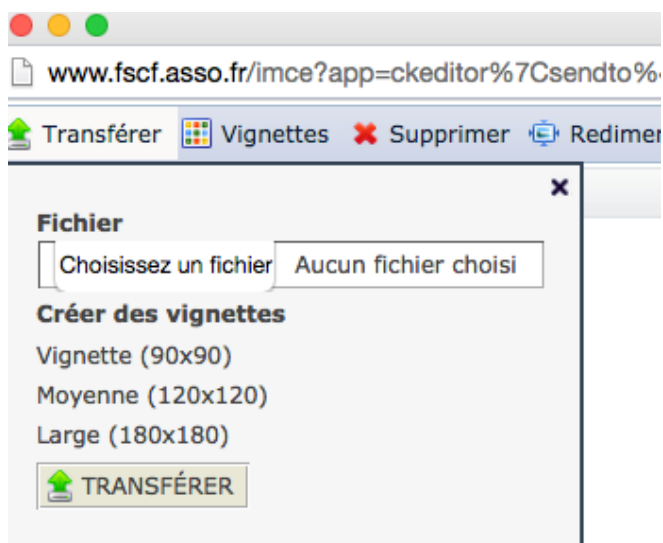 www.fscf.asso.fr/imce?app=ckeditor%7Csendto%
Transférer Vignettes Supprimer Redimen
Fichier
Choisissez un fichier Aucun fichier choisi
Créer des vignettes
Vignette (90x90)
Moyenne (120x120)
Large (180x180)
TRANSFÉRER